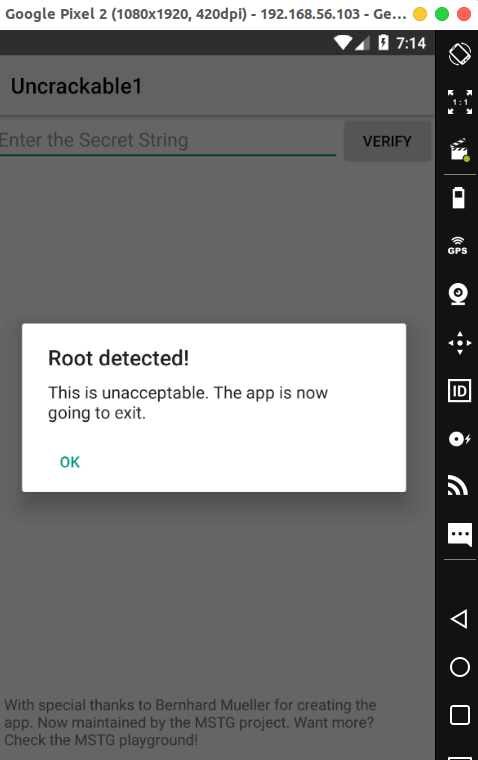 Google Pixel 2 (1080x1920, 420dpi) - 192.168.56.103 - Ge...
7:14
Uncrackable1
Enter the Secret String
VERIFY
1:1
GPS
Root detected!
This is unacceptable. The app is now
going to exit.
ID
OK
With special thanks to Bernhard Mueller for creating the
app. Now maintained by the MSTG project. Want more?
Check the MSTG playground!